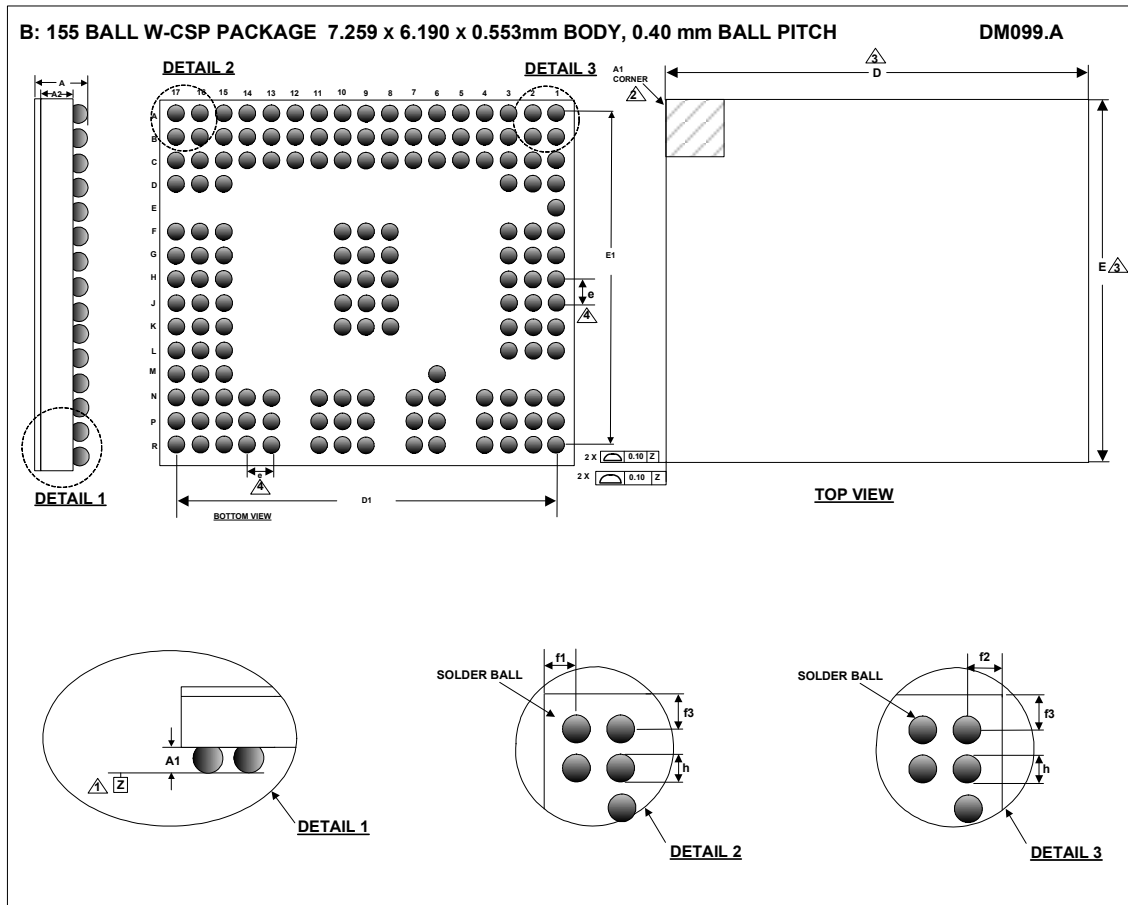 B: 155 BALL W-CSP PACKAGE 7.259 x 6.190 x 0.553mm BODY, 0.40 mm BALL PITCH DM099.A
DETAIL 2
DETAIL 3
A1
CORNER
2
3
D
A
A2
17 16 15 14 13 12 11 10 9 8 7 6 5 4 3 2 1
A
B
C
D
E
F
G
H
J
K
L
M
N
P
R
E1
e
4
E 3
e
4
D1
2 X 0.10 Z
2 X 0.10 Z
DETAIL 1
BOTTOM VIEW
TOP VIEW
A1
1 Z
DETAIL 1
f1
SOLDER BALL
f3
h
DETAIL 2
f2
SOLDER BALL
f3
h
DETAIL 3